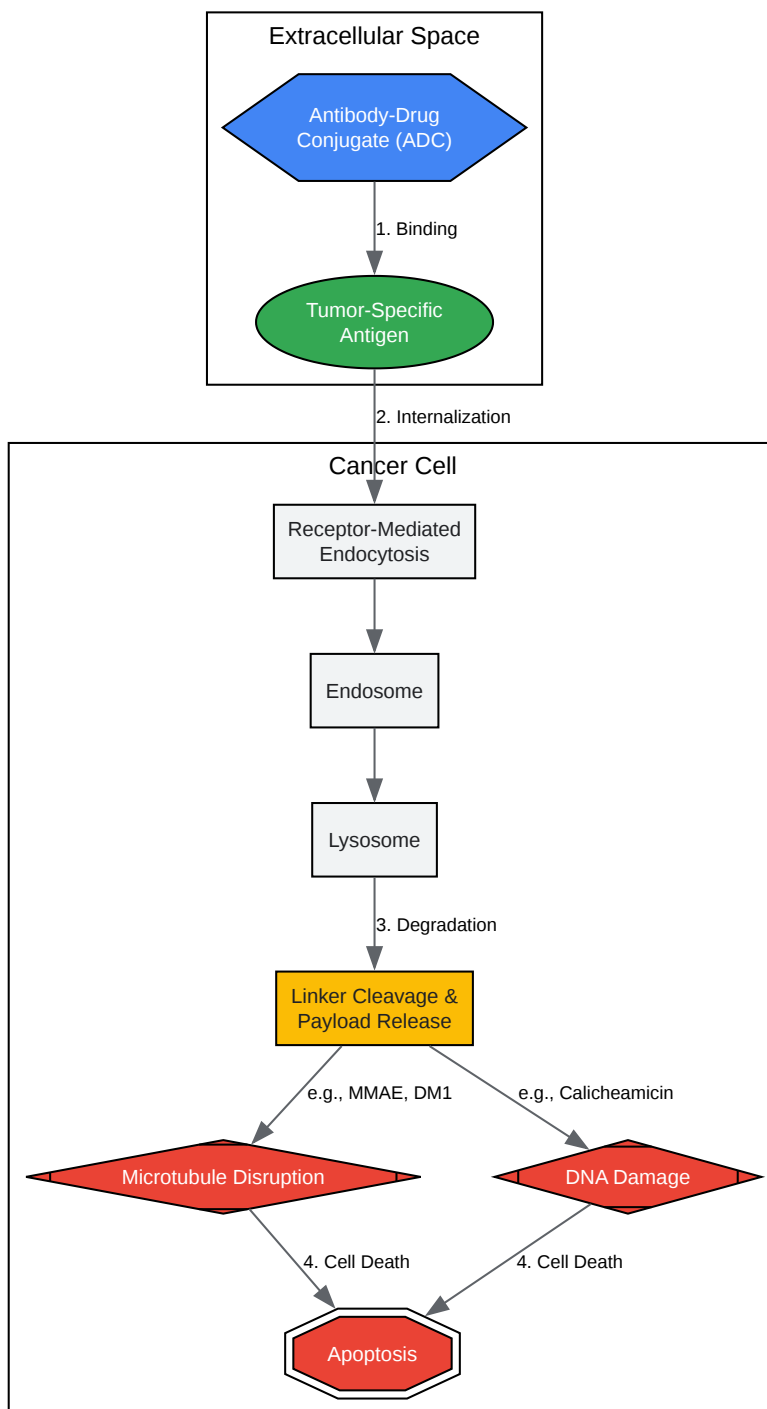 Extracellular Space
Antibody-Drug
Conjugate (ADC)
1. Binding
Tumor-Specific
Antigen
2. Internalization
Cancer Cell
Receptor-Mediated
Endocytosis
Endosome
Lysosome
3. Degradation
Linker Cleavage &
Payload Release
e.g., MMAE, DM1
e.g., Calicheamicin
Microtubule Disruption
DNA Damage
4. Cell Death
4. Cell Death
Apoptosis